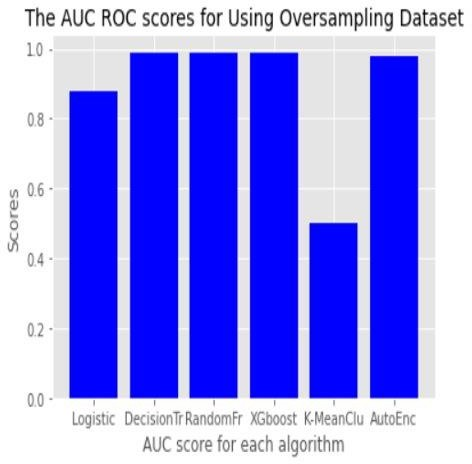 The AUC ROC scores for Using Oversampling Dataset
1.0
0.8
0.6
0.4
0.2
0.0
Scores
Logistic DecisionTr RandomFr XGboost K-MeanClu AutoEnc
AUC score for each algorithm